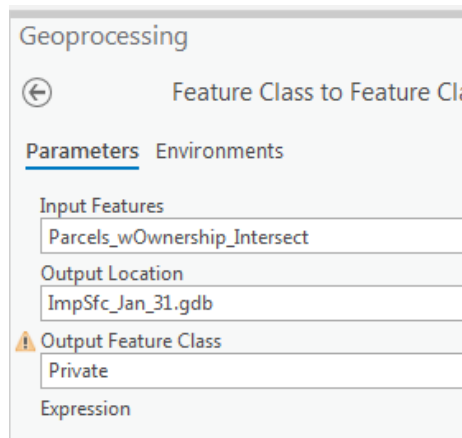 Geoprocessing
Feature Class to Feature Cla
Parameters Environments
Input Features
Parcels_wOwnership_Intersect
Output Location
ImpSfc_Jan_31.gdb
Output Feature Class
Private
Expression